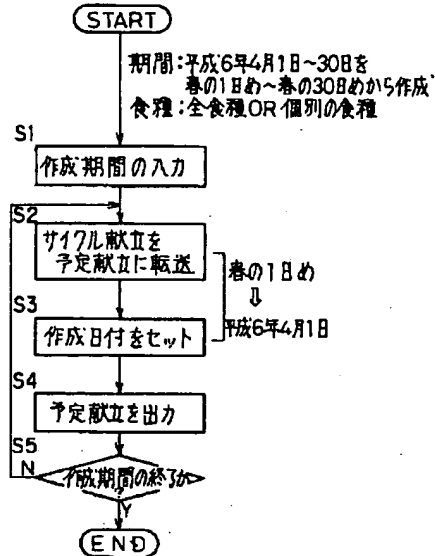 START
期間:平成6年4月1日〜30日を
春の1日め〜春の30日めから作成
食種:全食種OR個別の食種
S1
作成期間の入力
S2
サイクル献立を
予定献立に転送
春の1日め
⇩
平成6年4月1日
S3
作成日付をセット
S4
予定献立を出力
S5
N
作成期間の終了か
?
Y
END